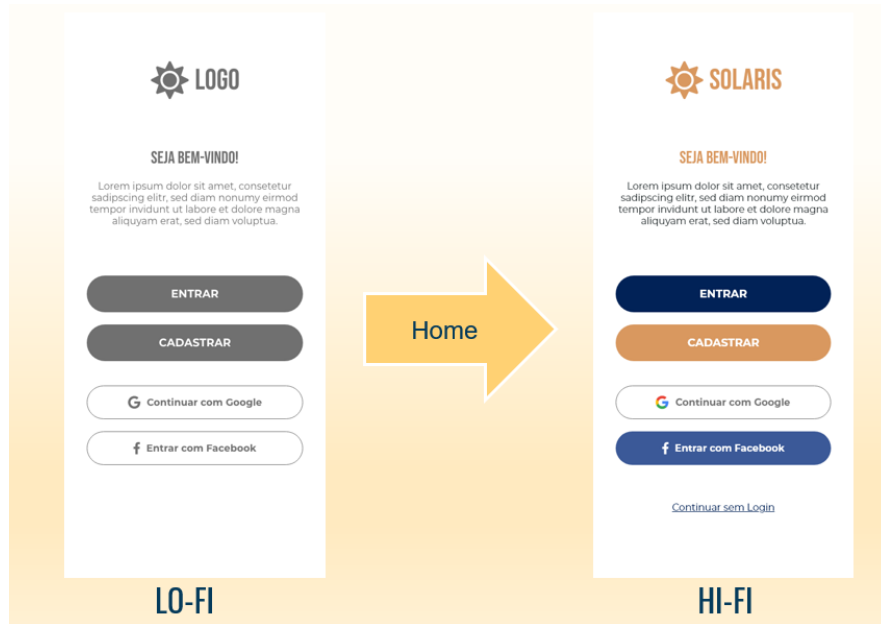 LOGO
SEJA BEM-VINDO!
Lorem ipsum dolor sit amet, consetetur
sadipscing elitr, sed diam nonumy eirmod
tempor invidunt ut labore et dolore magna
aliquyam erat, sed diam voluptua.
ENTRAR
CADASTRAR
Continuar com Google
Entrar com Facebook
LO-FI
Home
SOLARIS
SEJA BEM-VINDO!
Lorem ipsum dolor sit amet, consetetur
sadipscing elitr, sed diam nonumy eirmod
tempor invidunt ut labore et dolore magna
aliquyam erat, sed diam voluptua.
ENTRAR
CADASTRAR
Continuar com Google
Entrar com Facebook
Continuar sem Login
HI-FI